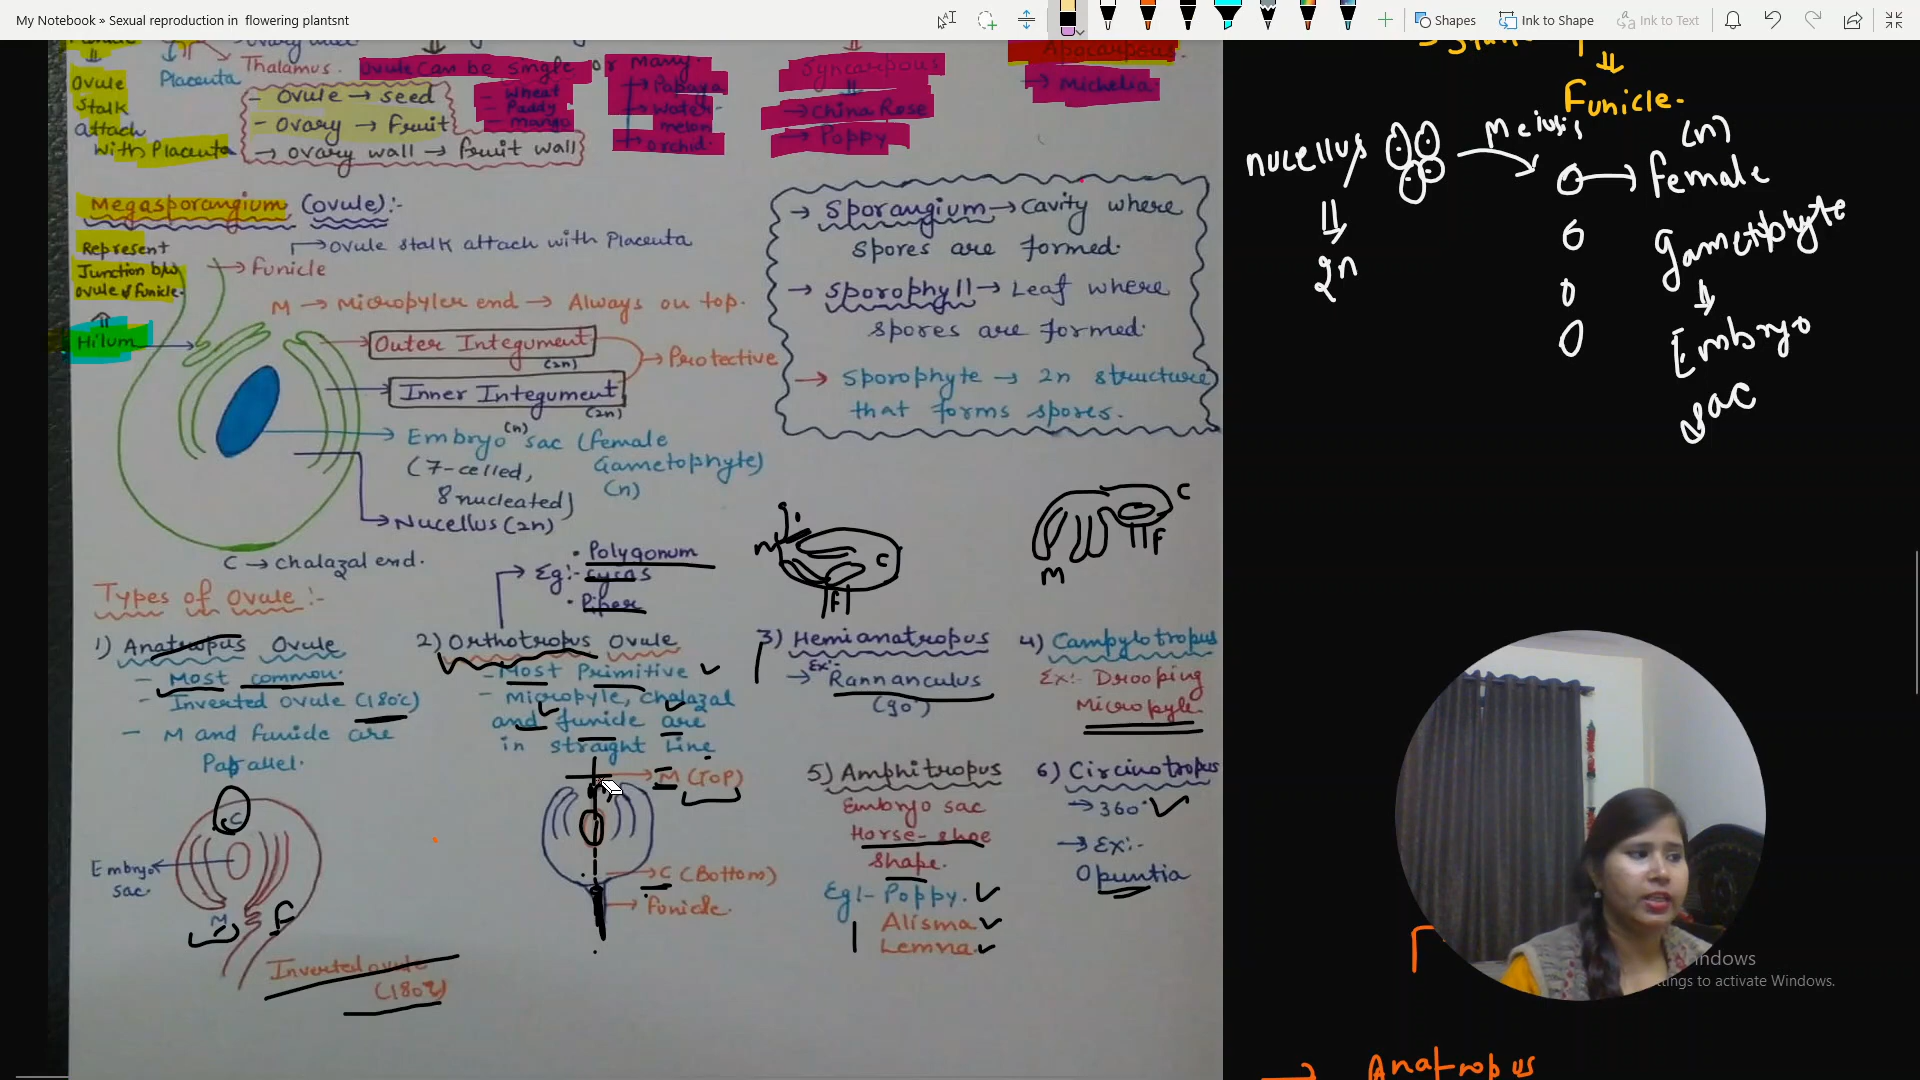 My Notebook » Sexual reproduction in flowering plantsnt
Shapes
Ink to Shape
Ink to Text
Thalamus.
Placenta
Ovule
Stalk
attach
with Placenta
Ovule can be single or many.
- ovule → seed
- ovary → Fruit
→ ovary wall → fruit wall
- wheat
- Paddy
- mango
→ Papaya
→ water-
melon
→ orchid.
Syncarpous
→ China Rose
→ Poppy
Apocarpous.
→ Michelia.
Megasporangium (ovule):-
Represent
Junction b/w
ovule & funicle.
Hilum
→ ovule stalk attach with Placenta
→ Funicle
M → Micropyler end → Always on top.
→ Outer Integument
(2n)
→ Protective
→ Inner Integument
(2n)
(n)
→ Embryo sac (female
Gametophyte)
(n)
(7-celled,
8 nucleated)
→ Nucellus (2n)
C → chalazal end.
→ Sporangium → Cavity where
spores are formed.
→ Sporophyll → Leaf where
spores are formed.
→ Sporophyte → 2n structure
that forms spores.
Types of Ovule :-
1) Anatropus Ovule
- Most common.
- Inverted ovule (180°c)
- M and funicle are
Parallel.
C
Embryo
sac
M
F
Inverted ovule
(180°c)
→ Eg:-
• Polygonum
• Cycas
• Piper
2) Orthotropus Ovule
- Most Primitive
- micropyle, chalazal
and funicle are
in straight line
→ M (Top)
→ C (Bottom)
→ Funicle.
m
C
F
3) Hemianatropus
Ex:-
→ Rannanculus
(90°)
C
F
M
4) Campylotropus
Ex:- Drooping
Micropyle
5) Amphitropus
Embryo sac
Horse-shoe
shape.
Eg:- Poppy.
Alisma
Lemna
6) Circinotropus
→ 360°
→ Ex:-
Opuntia
Funicle.
nucellus
2n
Meiosis
(n)
Female
gametophyte
Embryo
sac
Windows
ttings to activate Windows.
→ Anatropus